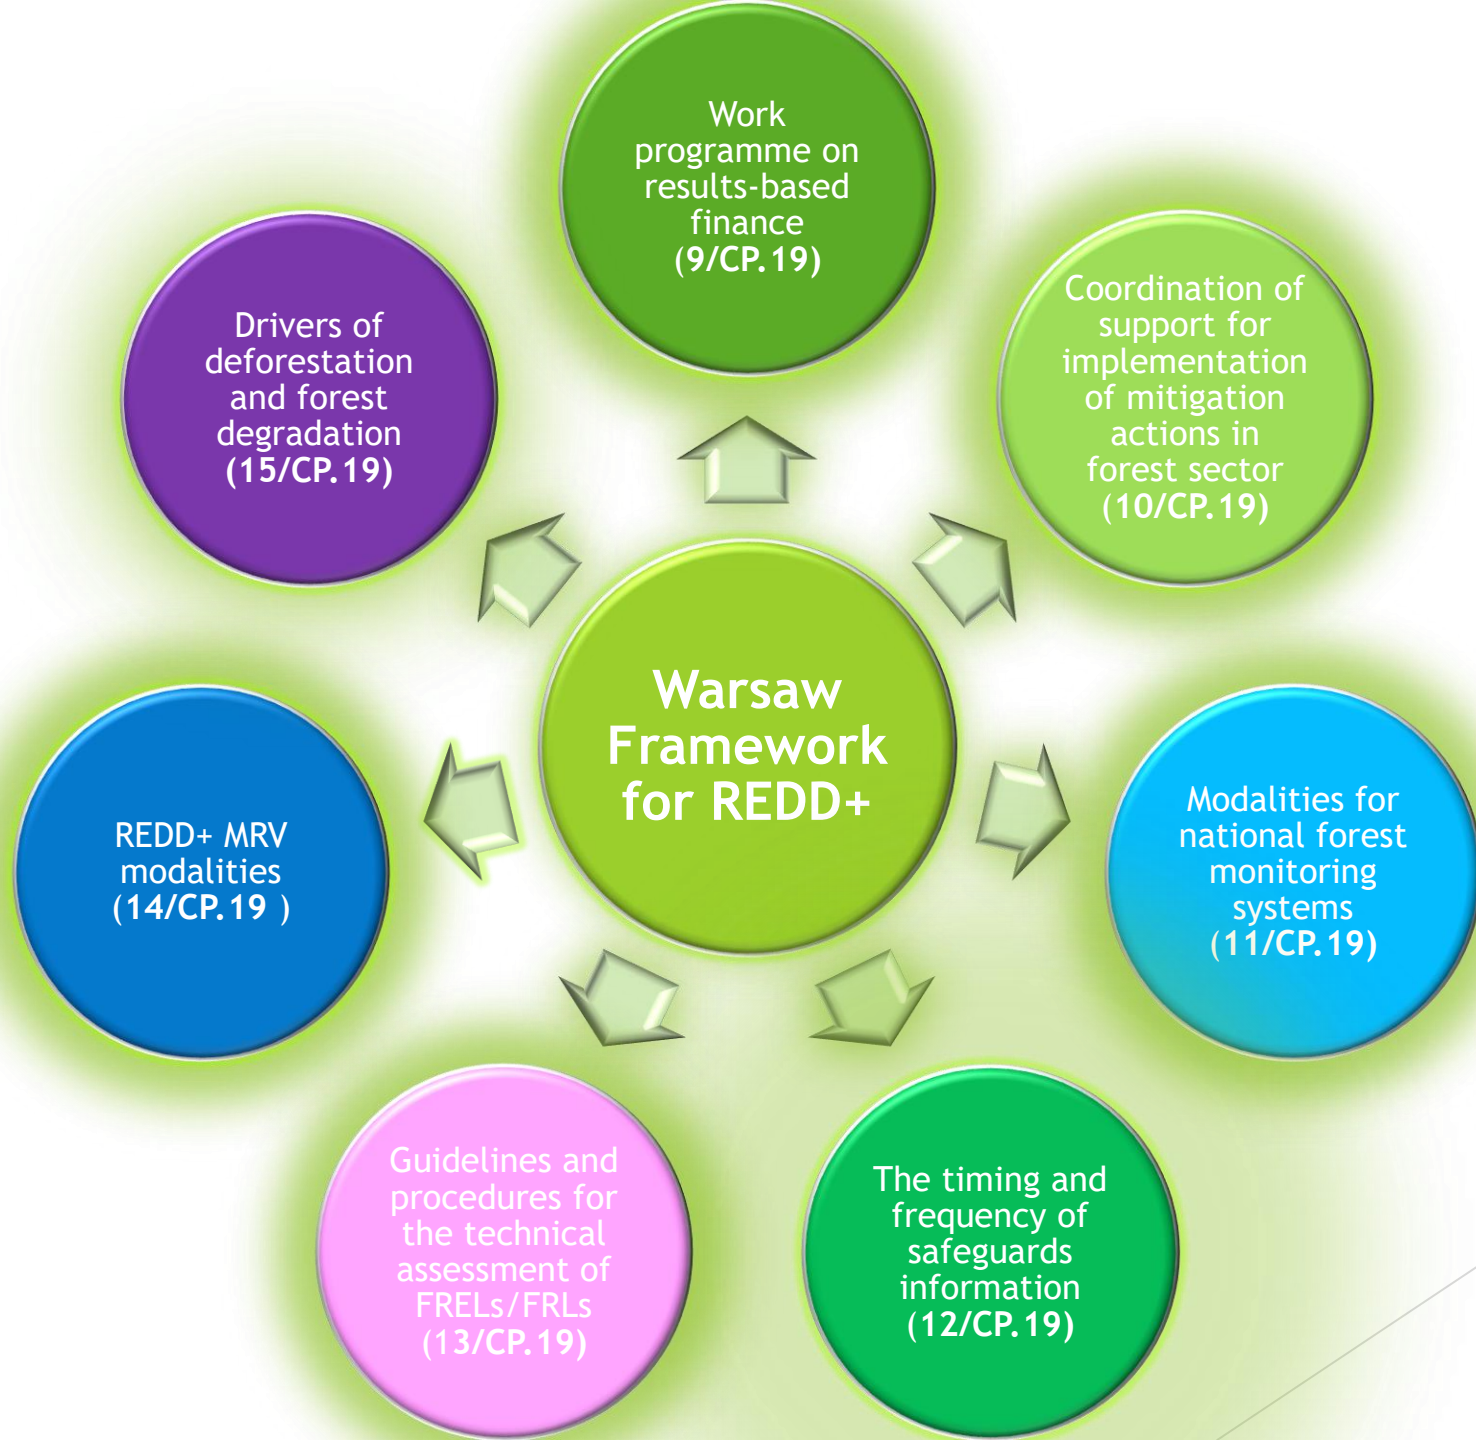 Work
programme on
results-based
finance
(9/CP.19)
Coordination of
support for
implementation
of mitigation
actions in
forest sector
(10/CP.19)
Modalities for
national forest
monitoring
systems
(11/CP.19)
The timing and
frequency of
safeguards
information
(12/CP.19)
Guidelines and
procedures for
the technical
assessment of
FRELs/FRLs
(13/CP.19)
REDD+ MRV
modalities
(14/CP.19 )
Drivers of
deforestation
and forest
degradation
(15/CP.19)
Warsaw
Framework
for REDD+